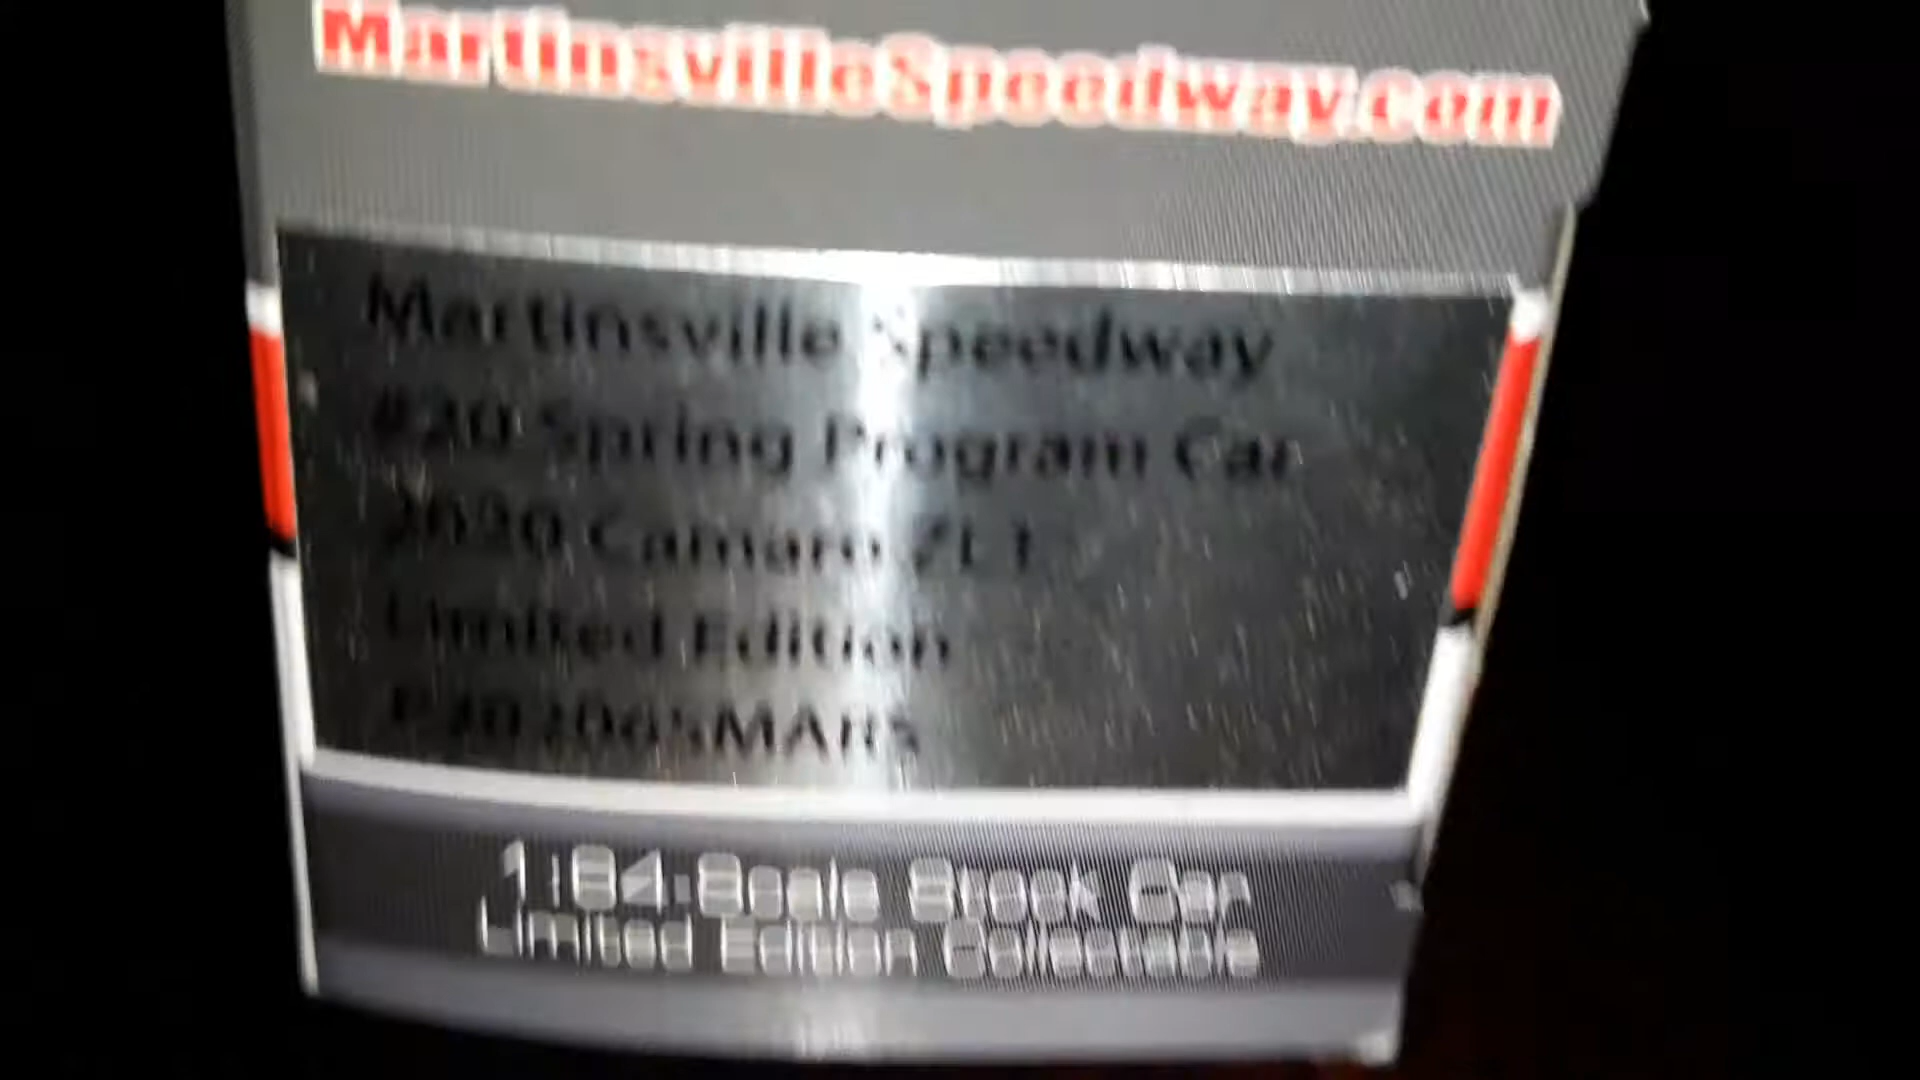 MartinsvilleSpeedway.com
Martinsville Speedway
#20 Spring Program Car
2020 Camaro ZL1
Limited Edition
1:64 Scale Stock Car
Limited Edition Collectable